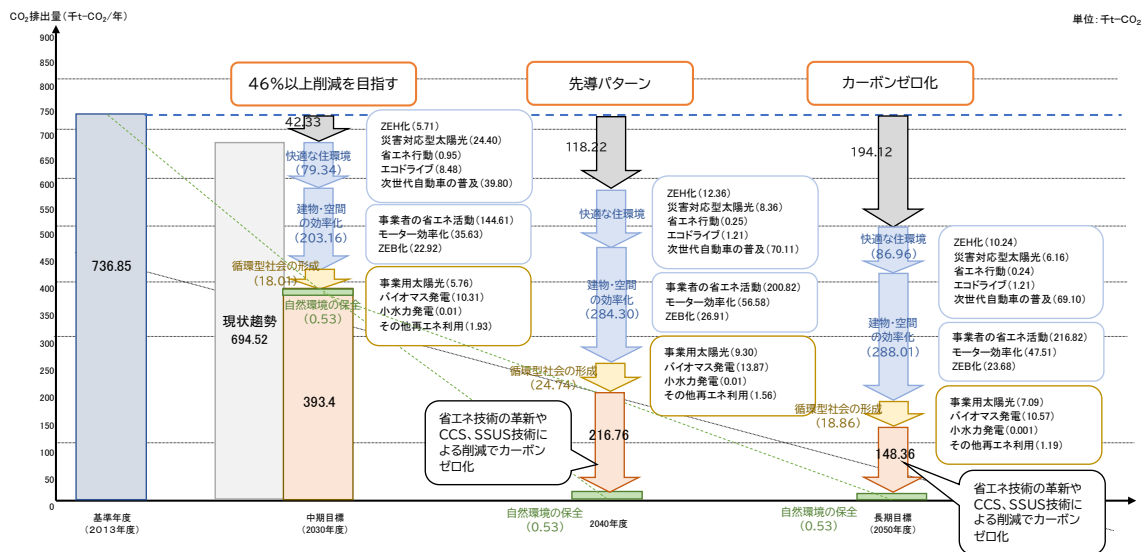 CO₂排出量(千t-CO₂/年)
単位:千t-CO₂
900
850
800
750
700
650
600
550
500
450
400
350
300
250
200
150
100
50
0
46%以上削減を目指す
先導パターン
カーボンゼロ化
736.85
現状趨勢
694.52
42.33
快適な住環境
(79.34)
建物・空間
の効率化
(203.16)
循環型社会の形成
(18.01)
自然環境の保全
(0.53)
393.4
ZEH化(5.71)
災害対応型太陽光(24.40)
省エネ行動(0.95)
エコドライブ(8.48)
次世代自動車の普及(39.80)
事業者の省エネ活動(144.61)
モーター効率化(35.63)
ZEB化(22.92)
事業用太陽光(5.76)
バイオマス発電(10.31)
小水力発電(0.01)
その他再エネ利用(1.93)
118.22
快適な住環境
建物・空間
の効率化
(284.30)
循環型社会の形成
(24.74)
216.76
自然環境の保全
(0.53)
ZEH化(12.36)
災害対応型太陽光(8.36)
省エネ行動(0.25)
エコドライブ(1.21)
次世代自動車の普及(70.11)
事業者の省エネ活動(200.82)
モーター効率化(56.58)
ZEB化(26.91)
事業用太陽光(9.30)
バイオマス発電(13.87)
小水力発電(0.01)
その他再エネ利用(1.56)
省エネ技術の革新や
CCS、SSUS技術に
よる削減でカーボン
ゼロ化
194.12
快適な住環境
(86.96)
建物・空間
の効率化
(288.01)
循環型社会の形成
(18.86)
148.36
自然環境の保全
(0.53)
ZEH化(10.24)
災害対応型太陽光(6.16)
省エネ行動(0.24)
エコドライブ(1.21)
次世代自動車の普及(69.10)
事業者の省エネ活動(216.82)
モーター効率化(47.51)
ZEB化(23.68)
事業用太陽光(7.09)
バイオマス発電(10.57)
小水力発電(0.001)
その他再エネ利用(1.19)
省エネ技術の革新や
CCS、SSUS技術に
よる削減でカーボン
ゼロ化
基準年度
(2013年度)
中期目標
(2030年度)
2040年度
長期目標
(2050年度)